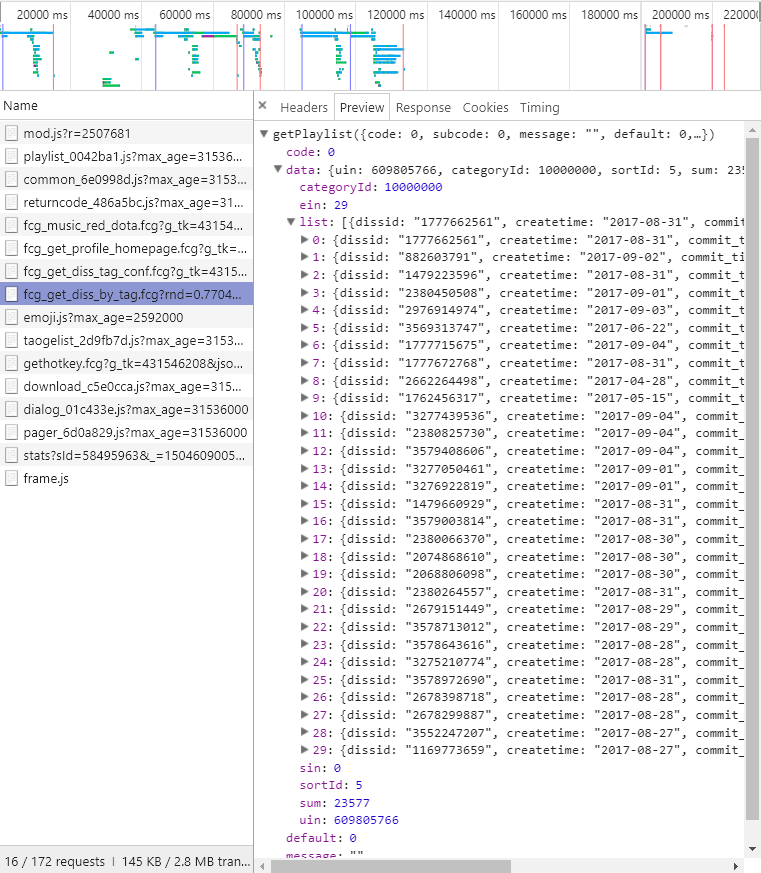 20000 ms 40000 ms 60000 ms 80000 ms 100000 ms 120000 ms 140000 ms 160000 ms 180000 ms 200000 ms 220000
Name
mod.js?r=2507681
playlist_0042ba1.js?max_age=31536...
common_6e0998d.js?max_age=3153...
returncode_486a5bc.js?max_age=31...
fcg_music_red_dota.fcg?g_tk=43154...
fcg_get_profile_homepage.fcg?g_tk=...
fcg_get_diss_tag_conf.fcg?g_tk=4315...
fcg_get_diss_by_tag.fcg?rnd=0.7704...
emoji.js?max_age=2592000
taogelist_2d9fb7d.js?max_age=3153...
gethotkey.fcg?g_tk=431546208&jso...
download_c5e0cca.js?max_age=315...
dialog_01c433e.js?max_age=31536000
pager_6d0a829.js?max_age=31536000
stats?sId=58495963&_=1504609005...
frame.js
16 / 172 requests | 145 KB / 2.8 MB tran...
× Headers Preview Response Cookies Timing
getPlaylist({code: 0, subcode: 0, message: "", default: 0,…})
code: 0
data: {uin: 609805766, categoryId: 10000000, sortId: 5, sum: 235
categoryId: 10000000
ein: 29
list: [{dissid: "1777662561", createtime: "2017-08-31", commit
0: {dissid: "1777662561", createtime: "2017-08-31", commit_t
1: {dissid: "882603791", createtime: "2017-09-02", commit_ti
2: {dissid: "1479223596", createtime: "2017-08-31", commit_t
3: {dissid: "2380450508", createtime: "2017-09-01", commit_t
4: {dissid: "2976914974", createtime: "2017-09-03", commit_t
5: {dissid: "3569313747", createtime: "2017-06-22", commit_t
6: {dissid: "1777715675", createtime: "2017-09-04", commit_t
7: {dissid: "1777672768", createtime: "2017-08-31", commit_t
8: {dissid: "2662264498", createtime: "2017-04-28", commit_t
9: {dissid: "1762456317", createtime: "2017-05-15", commit_t
10: {dissid: "3277439536", createtime: "2017-09-04", commit_
11: {dissid: "2380825730", createtime: "2017-09-04", commit_
12: {dissid: "3579408606", createtime: "2017-09-04", commit_
13: {dissid: "3277050461", createtime: "2017-09-01", commit_
14: {dissid: "3276922819", createtime: "2017-09-01", commit_
15: {dissid: "1479660929", createtime: "2017-08-31", commit_
16: {dissid: "3579003814", createtime: "2017-08-31", commit_
17: {dissid: "2380066370", createtime: "2017-08-30", commit_
18: {dissid: "2074868610", createtime: "2017-08-30", commit_
19: {dissid: "2068806098", createtime: "2017-08-30", commit_
20: {dissid: "2380264557", createtime: "2017-08-31", commit_
21: {dissid: "2679151449", createtime: "2017-08-29", commit_
22: {dissid: "3578713012", createtime: "2017-08-29", commit_
23: {dissid: "3578643616", createtime: "2017-08-28", commit_
24: {dissid: "3275210774", createtime: "2017-08-28", commit_
25: {dissid: "3578972690", createtime: "2017-08-31", commit_
26: {dissid: "2678398718", createtime: "2017-08-28", commit_
27: {dissid: "2678299887", createtime: "2017-08-28", commit_
28: {dissid: "3552247207", createtime: "2017-08-27", commit_
29: {dissid: "1169773659", createtime: "2017-08-27", commit_
sin: 0
sortId: 5
sum: 23577
uin: 609805766
default: 0
message: ""